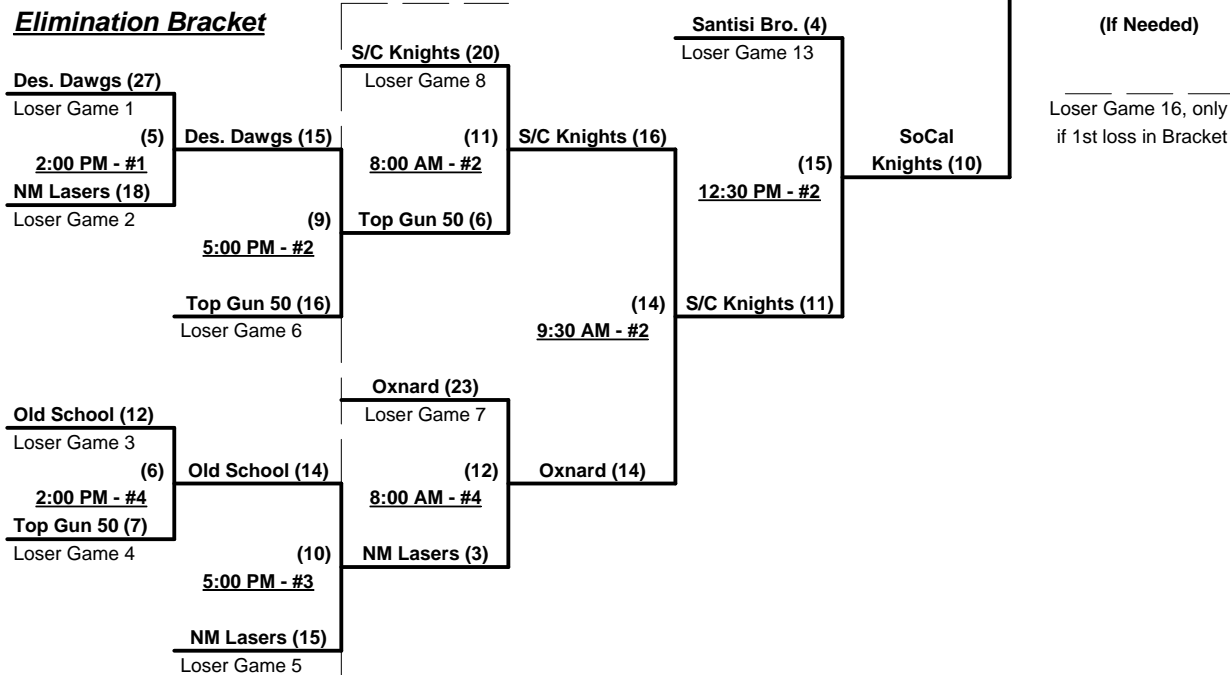 Elimination Bracket
Des. Dawgs (27)
Loser Game 1
(5)
2:00 PM - #1
NM Lasers (18)
Loser Game 2
Des. Dawgs (15)
(9)
5:00 PM - #2
Top Gun 50 (16)
Loser Game 6
Old School (12)
Loser Game 3
(6)
2:00 PM - #4
Top Gun 50 (7)
Loser Game 4
Old School (14)
(10)
5:00 PM - #3
NM Lasers (15)
Loser Game 5
S/C Knights (20)
Loser Game 8
(11)
8:00 AM - #2
Top Gun 50 (6)
Oxnard (23)
Loser Game 7
(12)
8:00 AM - #4
NM Lasers (3)
S/C Knights (16)
(14)
9:30 AM - #2
Oxnard (14)
Santisi Bro. (4)
Loser Game 13
(15)
12:30 PM - #2
S/C Knights (11)
SoCal
Knights (10)
(If Needed)
Loser Game 16, only
if 1st loss in Bracket